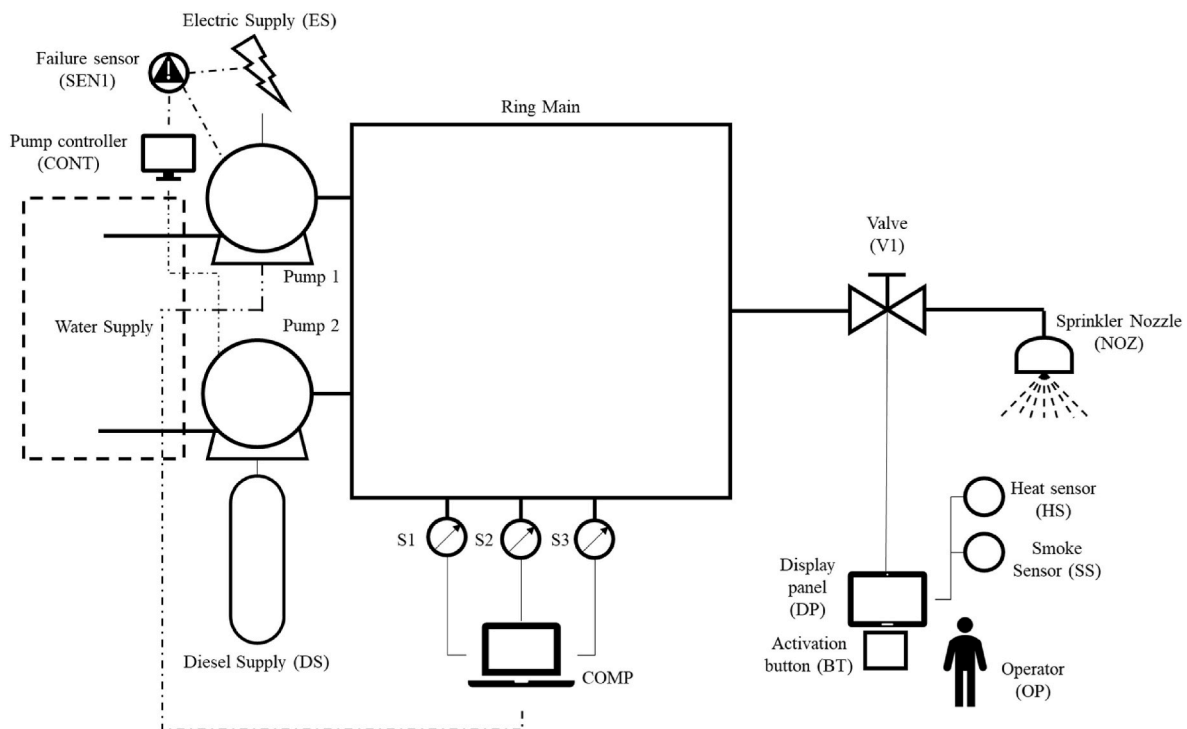 Electric Supply (ES)
Failure sensor
(SEN1)
Ring Main
Pump controller
(CONT)
Valve
(V1)
Pump 1
Water Supply
Pump 2
Sprinkler Nozzle
(NOZ)
Heat sensor
(HS)
S1
S2
S3
Smoke
Sensor (SS)
Display
panel
(DP)
Activation
button (BT)
Diesel Supply (DS)
COMP
Operator
(OP)